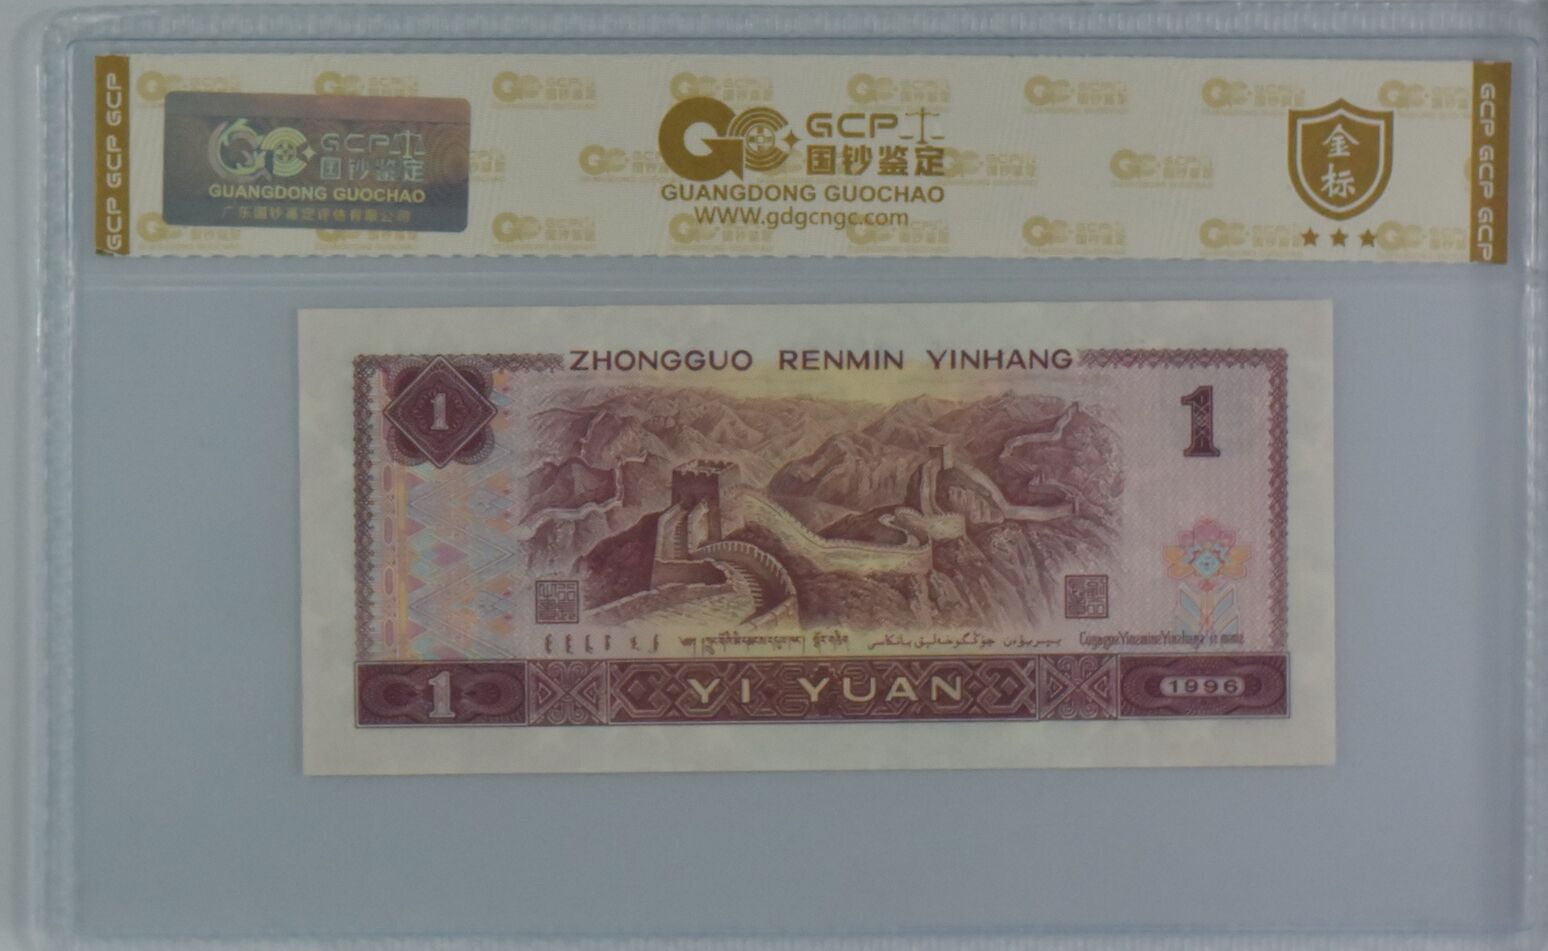 GCP GCP GCP
GCP
国钞鉴定
GUANGDONG GUOCHAO
广东国钞鉴定评估有限公司
GCP
国钞鉴定
GUANGDONG GUOCHAO
WWW.gdgcngc.com
金
标
GCP GCP GCP
ZHONGGUO RENMIN YINHANG
1
1
1
YI YUAN
1996